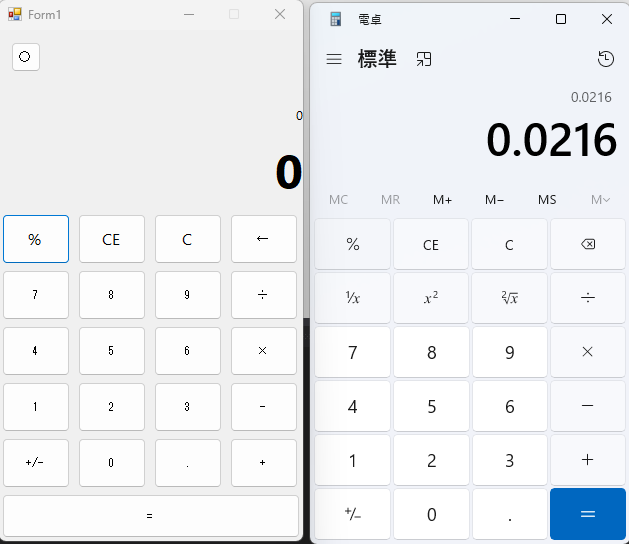 Form1
○
0
0
% CE C ←
7 8 9 ÷
4 5 6 ×
1 2 3 -
+/- 0 . +
=
電卓
標準
0.0216
0.0216
MC MR M+ M− MS M
% CE C
¹/x x² ²√x ÷
7 8 9 ×
4 5 6 −
1 2 3 +
+/− 0 . =